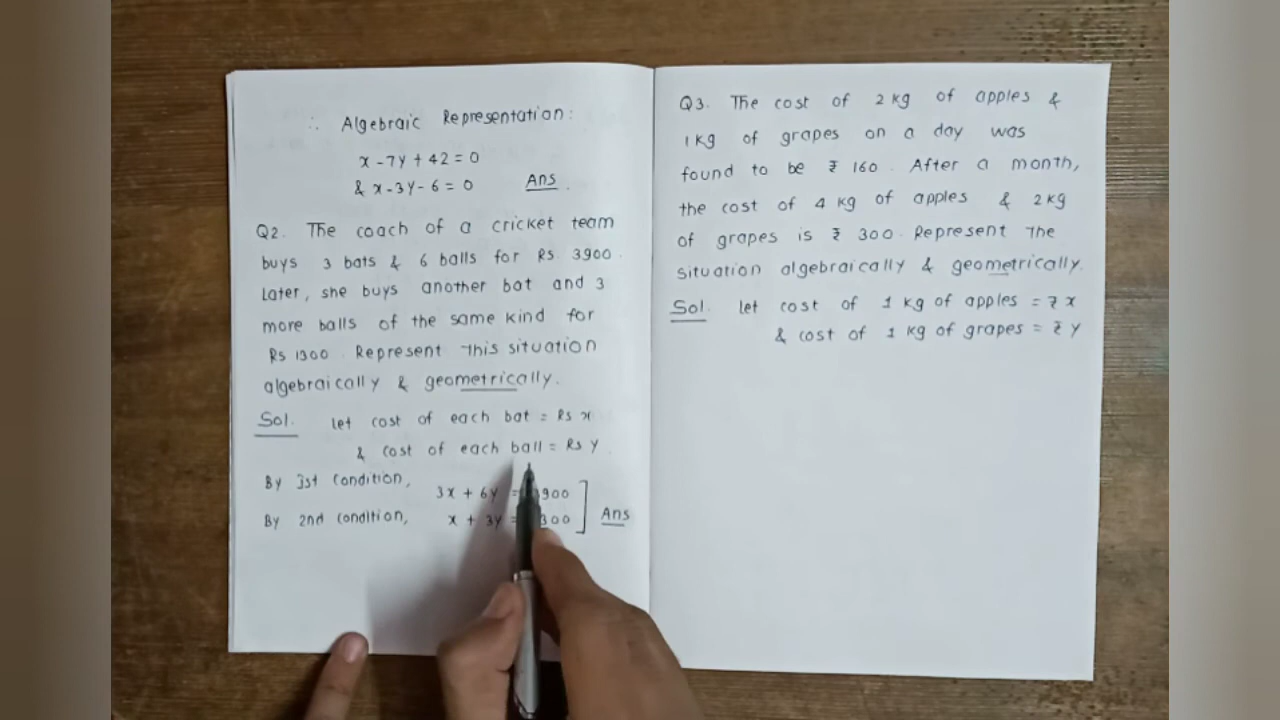 ∴ Algebraic Representation:
x - 7y + 42 = 0
& x - 3y - 6 = 0 Ans.
Q2. The coach of a cricket team
buys 3 bats & 6 balls for Rs 3900.
Later, she buys another bat and 3
more balls of the same kind for
Rs 1300. Represent this situation
algebraically & geometrically.
Sol. let cost of each bat = Rs x
& cost of each ball = Rs y.
By 1st condition, 3x + 6y = 900
By 2nd condition, x + 3y = 300 Ans
Q3. The cost of 2 kg of apples &
1 kg of grapes on a day was
found to be ₹ 160. After a month,
the cost of 4 kg of apples & 2 kg
of grapes is ₹ 300. Represent the
situation algebraically & geometrically.
Sol. let cost of 1 kg of apples = ₹ x
& cost of 1 kg of grapes = ₹ y